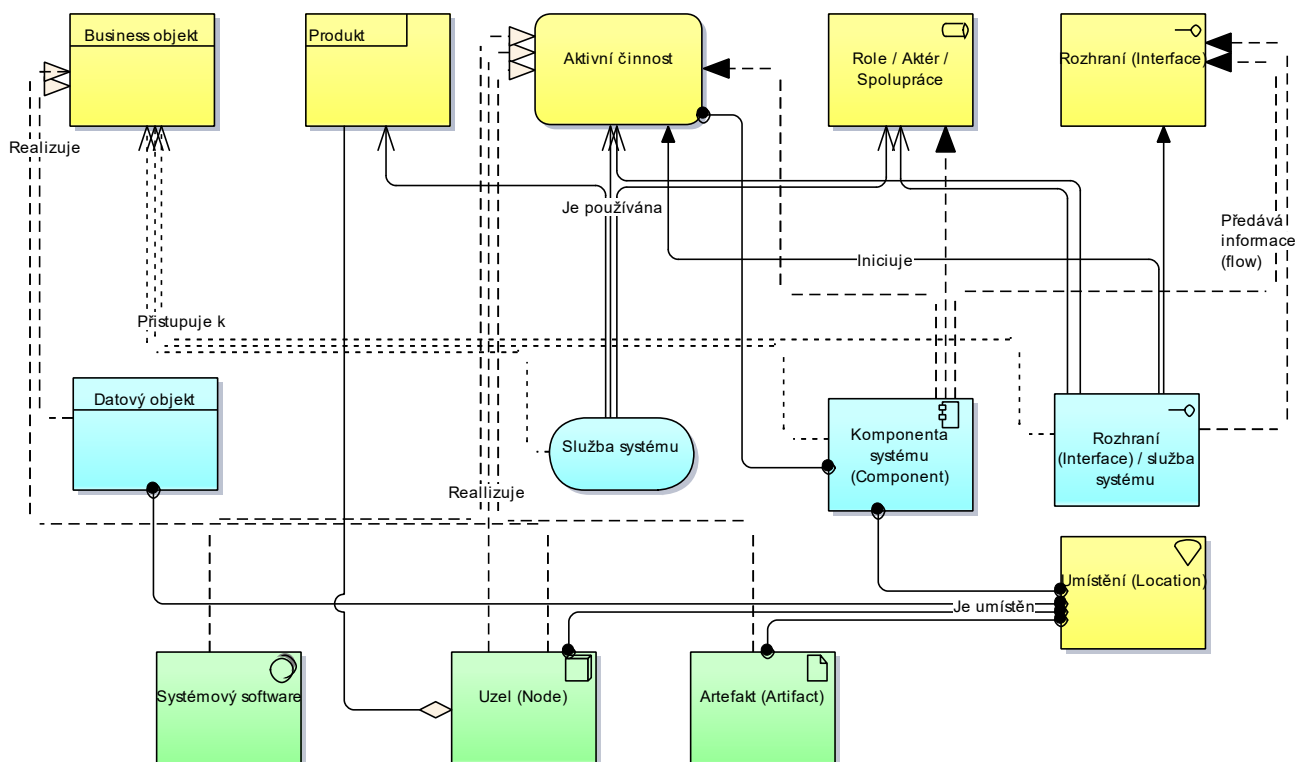 Business objekt
Produkt
Aktivní činnost
Role / Aktér /
Spolupráce
Rozhraní (Interface)
Realizuje
Je používána
Předává
informace
(flow)
Iniciuje
Přistupuje k
Datový objekt
Služba systému
Komponenta
systému
(Component)
Rozhraní
(Interface) / služba
systému
Reallizuje
Umístění (Location)
Je umístěn
Systémový software
Uzel (Node)
Artefakt (Artifact)